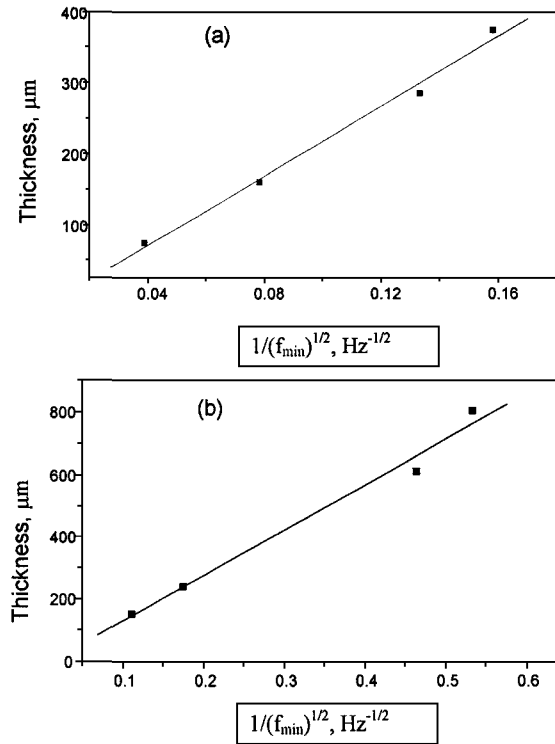 (a)
Thickness, μm
400
300
200
100
0.04 0.08 0.12 0.16
1/(f_min)^1/2, Hz^-1/2
(b)
Thickness, μm
800
600
400
200
0
0.1 0.2 0.3 0.4 0.5 0.6
1/(f_min)^1/2, Hz^-1/2